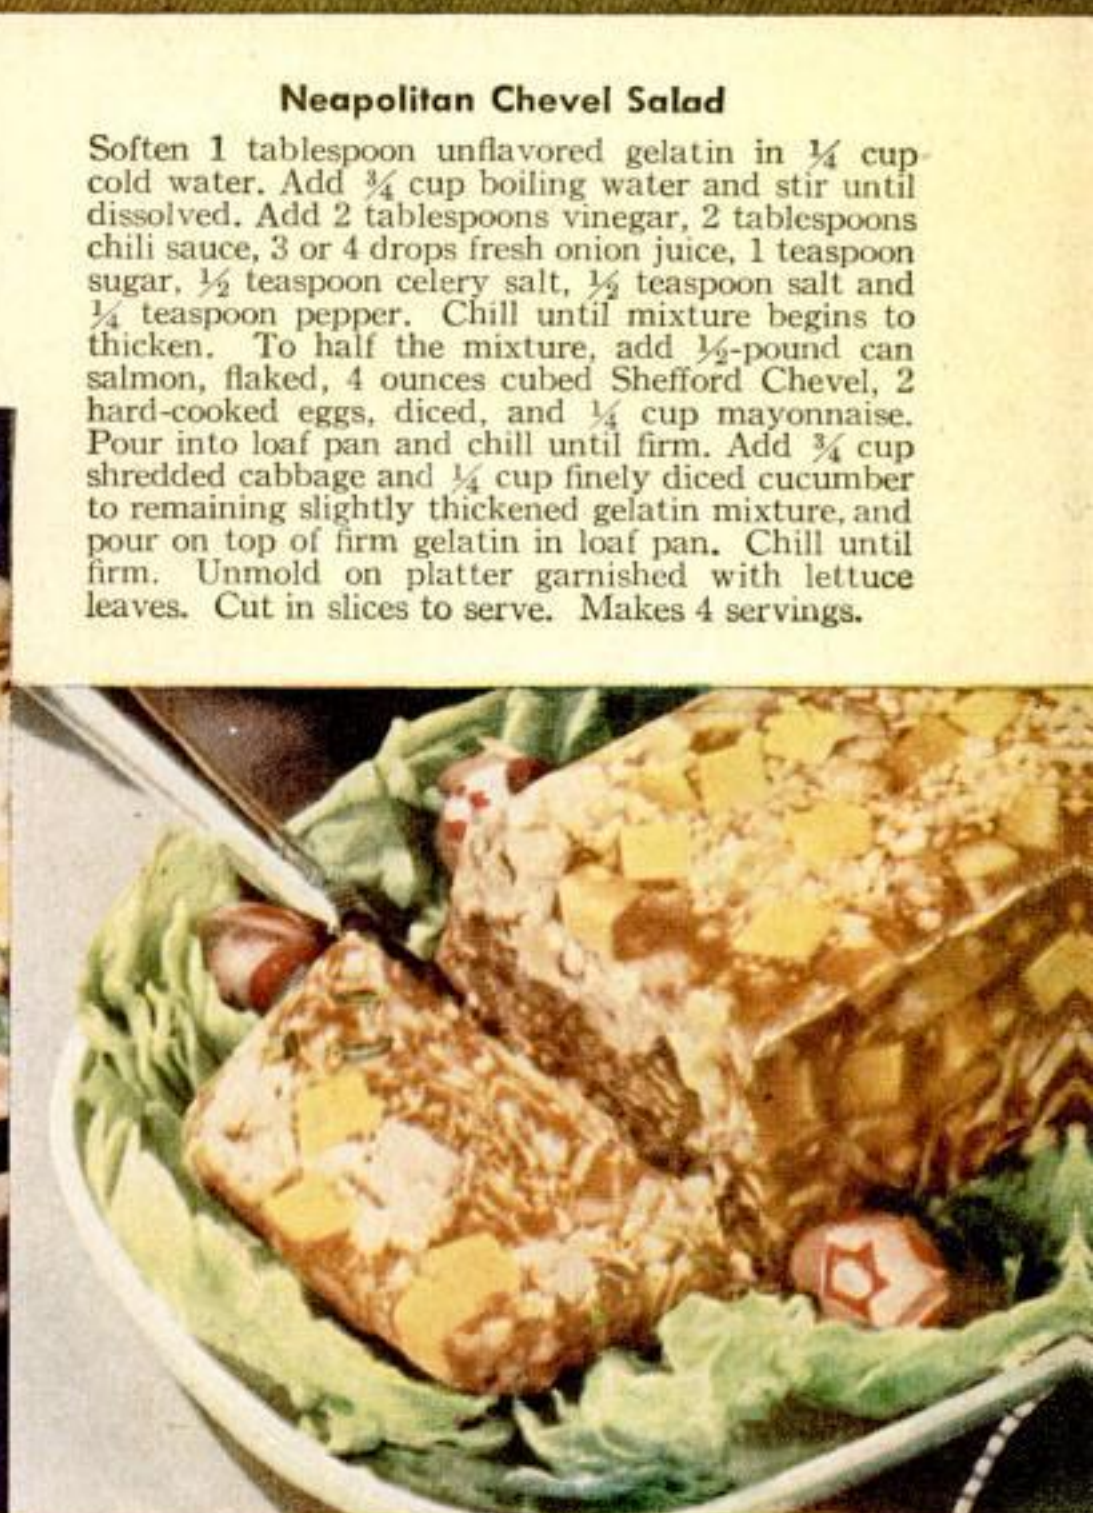 Neapolitan Chevel Salad
Soften 1 tablespoon unflavored gelatin in ¼ cup
cold water. Add ¾ cup boiling water and stir until
dissolved. Add 2 tablespoons vinegar, 2 tablespoons
chili sauce, 3 or 4 drops fresh onion juice, 1 teaspoon
sugar, ½ teaspoon celery salt, ½ teaspoon salt and
¼ teaspoon pepper. Chill until mixture begins to
thicken. To half the mixture, add ½-pound can
salmon, flaked, 4 ounces cubed Shefford Chevel, 2
hard-cooked eggs, diced, and ¼ cup mayonnaise.
Pour into loaf pan and chill until firm. Add ¾ cup
shredded cabbage and ¼ cup finely diced cucumber
to remaining slightly thickened gelatin mixture, and
pour on top of firm gelatin in loaf pan. Chill until
firm. Unmold on platter garnished with lettuce
leaves. Cut in slices to serve. Makes 4 servings.